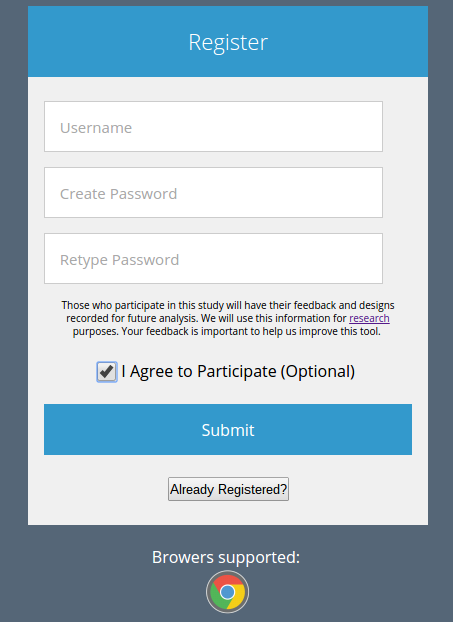 Register
Username
Create Password
Retype Password
Those who participate in this study will have their feedback and designs
recorded for future analysis. We will use this information for research
purposes. Your feedback is important to help us improve this tool.
I Agree to Participate (Optional)
Submit
Already Registered?
Browers supported: